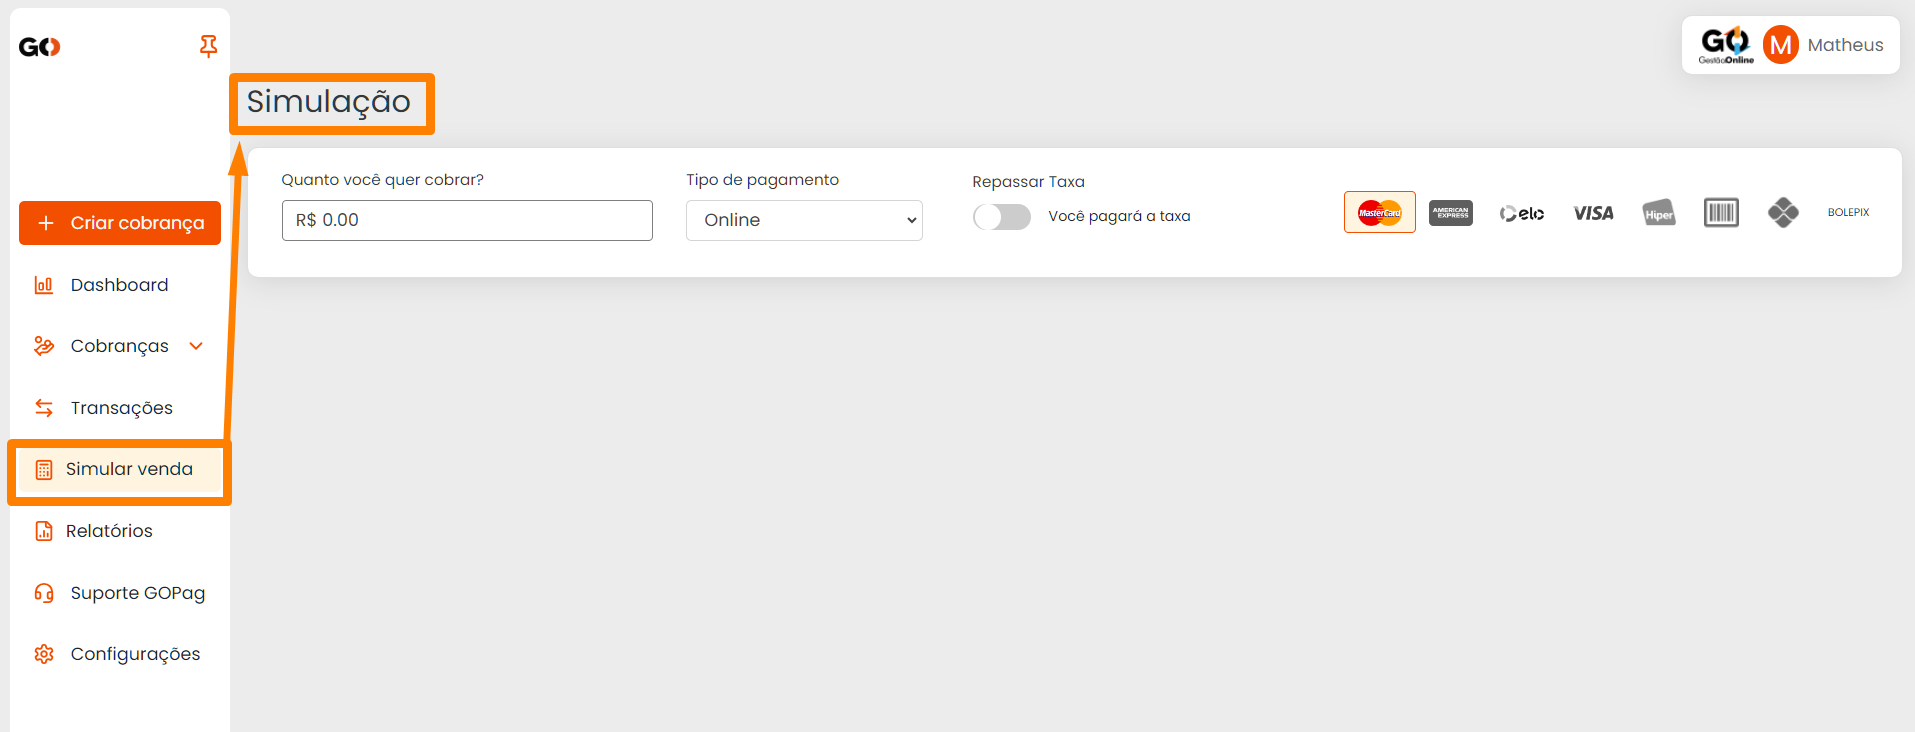 GO
GO
GestãoOnline
M
Matheus
Simulação
Quanto você quer cobrar?
R$ 0.00
Tipo de pagamento
Online
Repassar Taxa
Você pagará a taxa
MasterCard
AMERICAN
EXPRESS
elo
VISA
Hiper
BOLEPIX
+ Criar cobrança
Dashboard
Cobranças
Transações
Simular venda
Relatórios
Suporte GOPag
Configurações